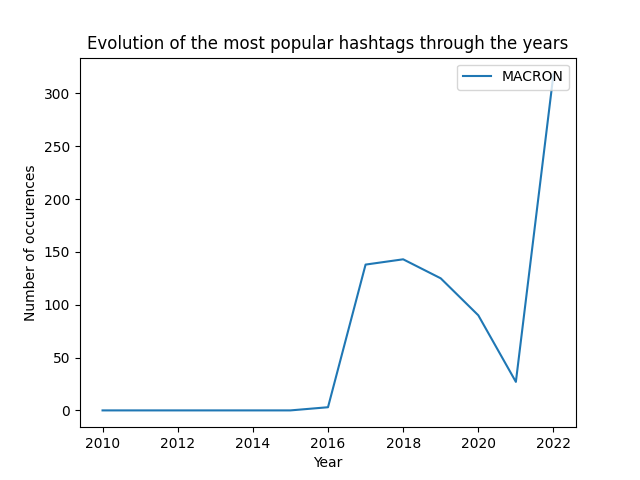 Evolution of the most popular hashtags through the years
MACRON
300
250
200
150
100
50
0
Number of occurences
2010 2012 2014 2016 2018 2020 2022
Year